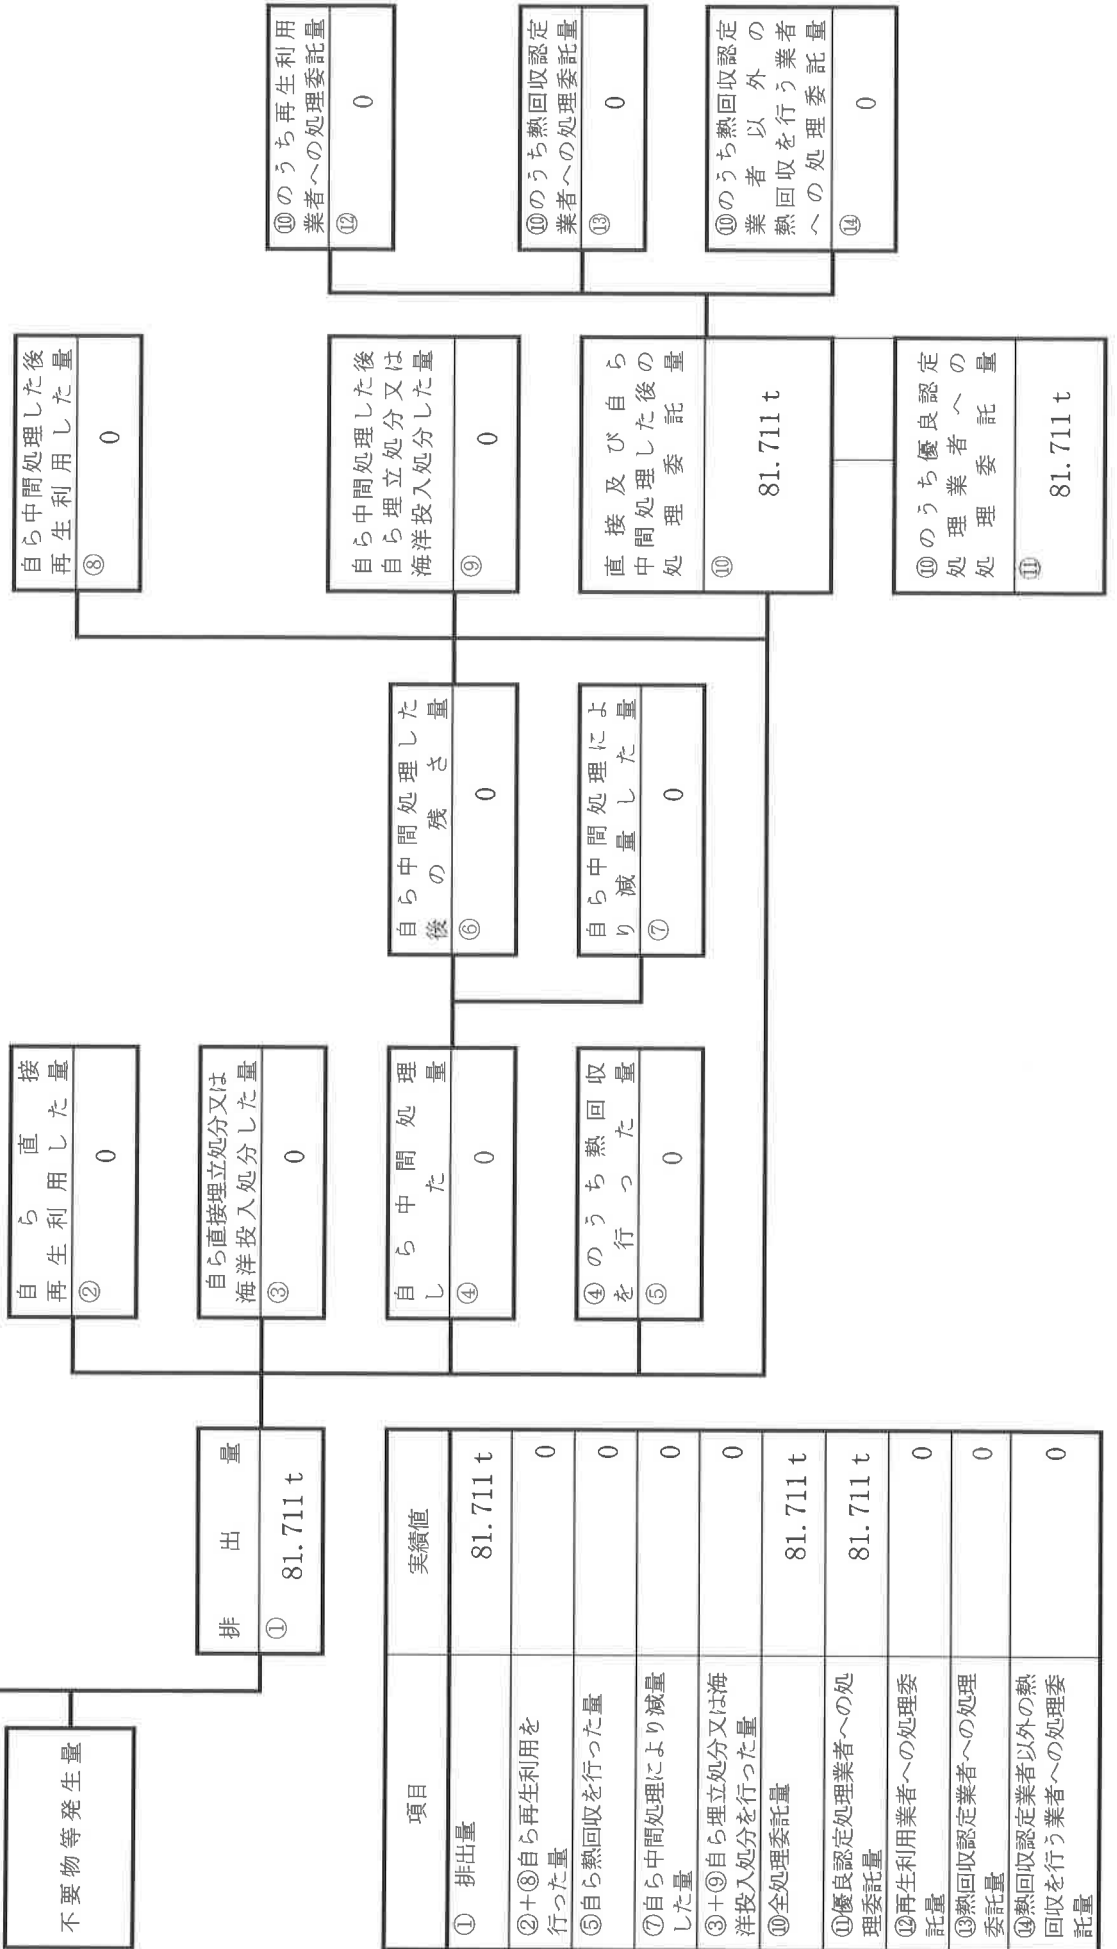 不要物等発生量
排出量
① 81.711 t
自ら直接
再生利用した量
② 0
自ら直接埋立処分又は
海洋投入処分した量
③ 0
自ら中間処理
した量
④ 0
④のうち熱回収
を行った量
⑤ 0
自ら中間処理した
後の残さ量
⑥ 0
自ら中間処理によ
り減量した量
⑦ 0
自ら中間処理した後
再生利用した量
⑧ 0
自ら中間処理した後
自ら埋立処分又は
海洋投入処分した量
⑨ 0
直接及び自ら
中間処理した後の
処理委託量
⑩ 81.711 t
⑩のうち優良認定
処理業者への
処理委託量
⑪ 81.711 t
⑩のうち再生利用
業者への処理委託量
⑫ 0
⑩のうち熱回収認定
業者への処理委託量
⑬ 0
⑩のうち熱回収認定
業者以外の
熱回収を行う業者
への処理委託量
⑭ 0
項目 実績値
① 排出量 81.711 t
②+⑧自ら再生利用を
行った量 0
⑤自ら熱回収を行った量 0
⑦自ら中間処理により減量
した量 0
③+⑨自ら埋立処分又は海
洋投入処分を行った量 0
⑩全処理委託量 81.711 t
⑪優良認定処理業者への処
理委託量 81.711 t
⑫再生利用業者への処理委
託量 0
⑬熱回収認定業者への処理
委託量 0
⑭熱回収認定業者以外の熱
回収を行う業者への処理委
託量 0